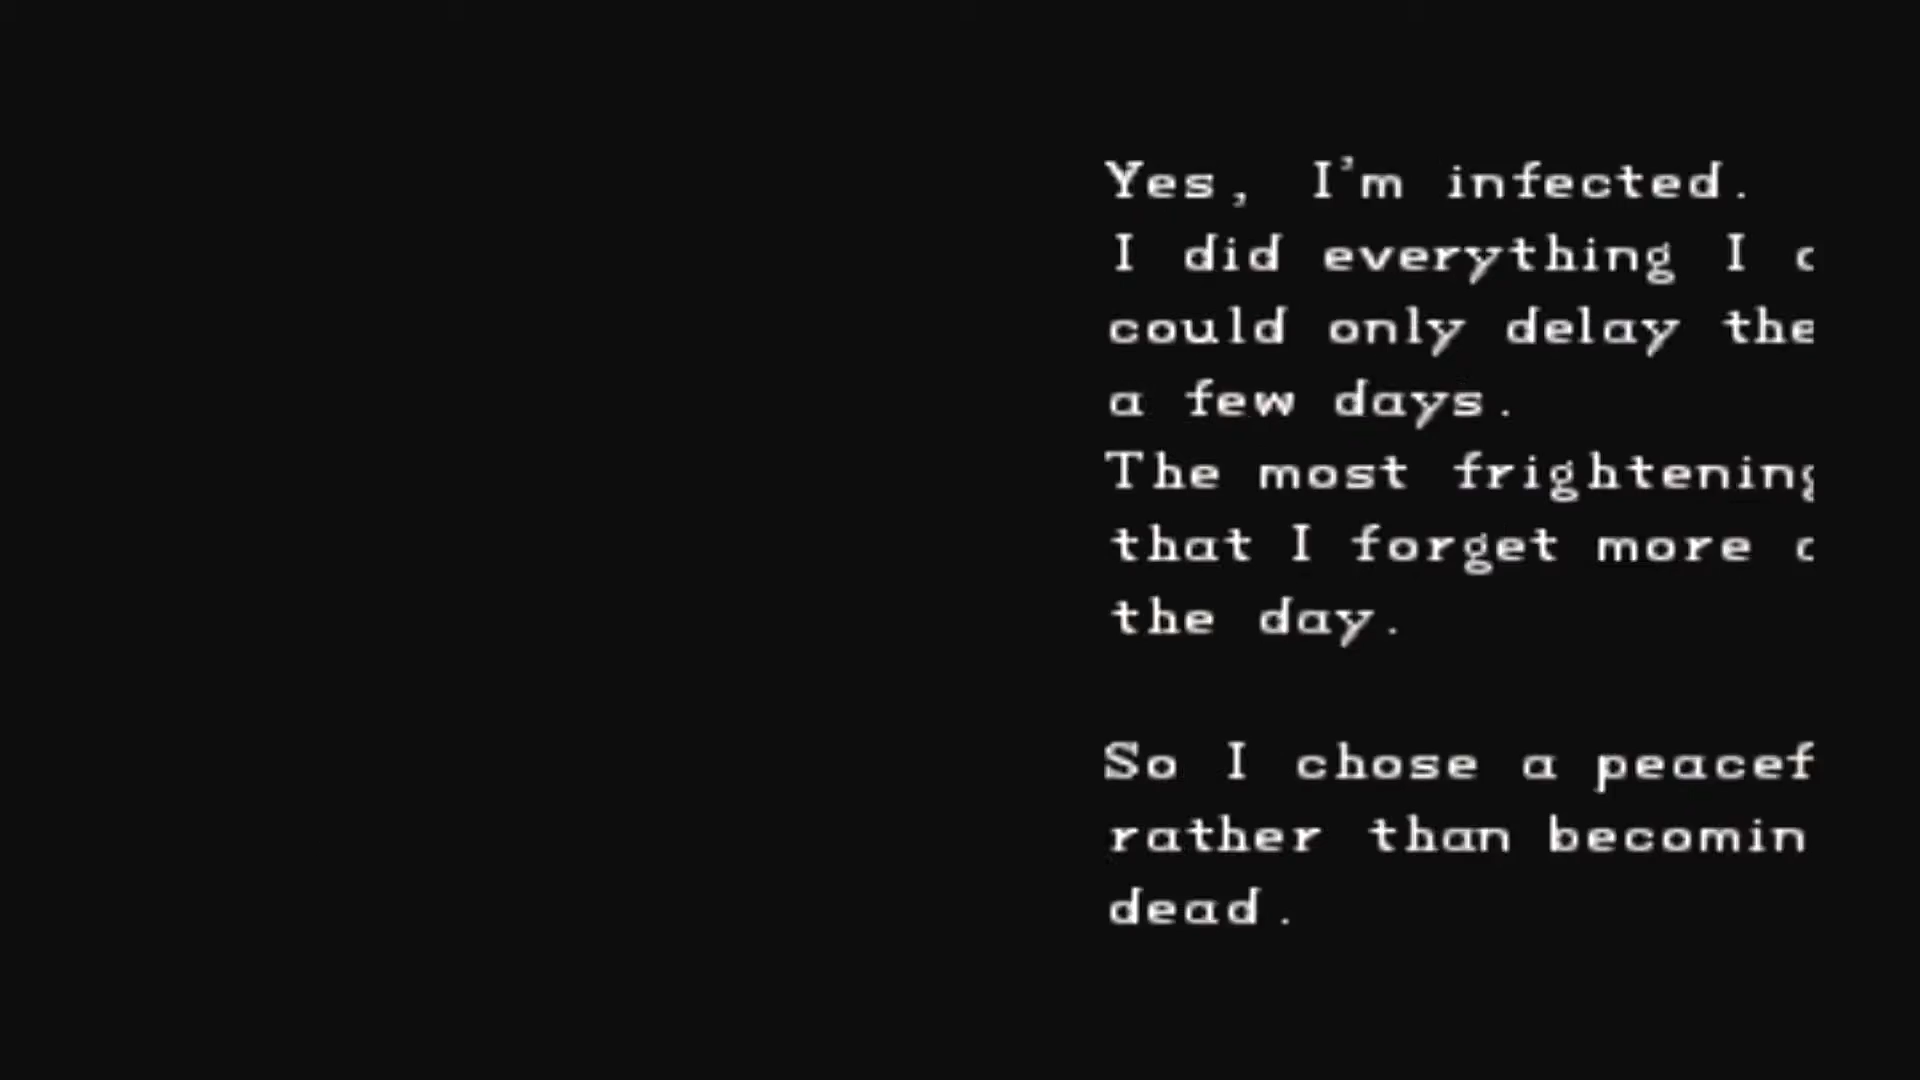 Yes, I'm infected.
I did everything I
could only delay the
a few days.
The most frightening
that I forget more
the day.
So I chose a peacef
rather than becomin
dead.